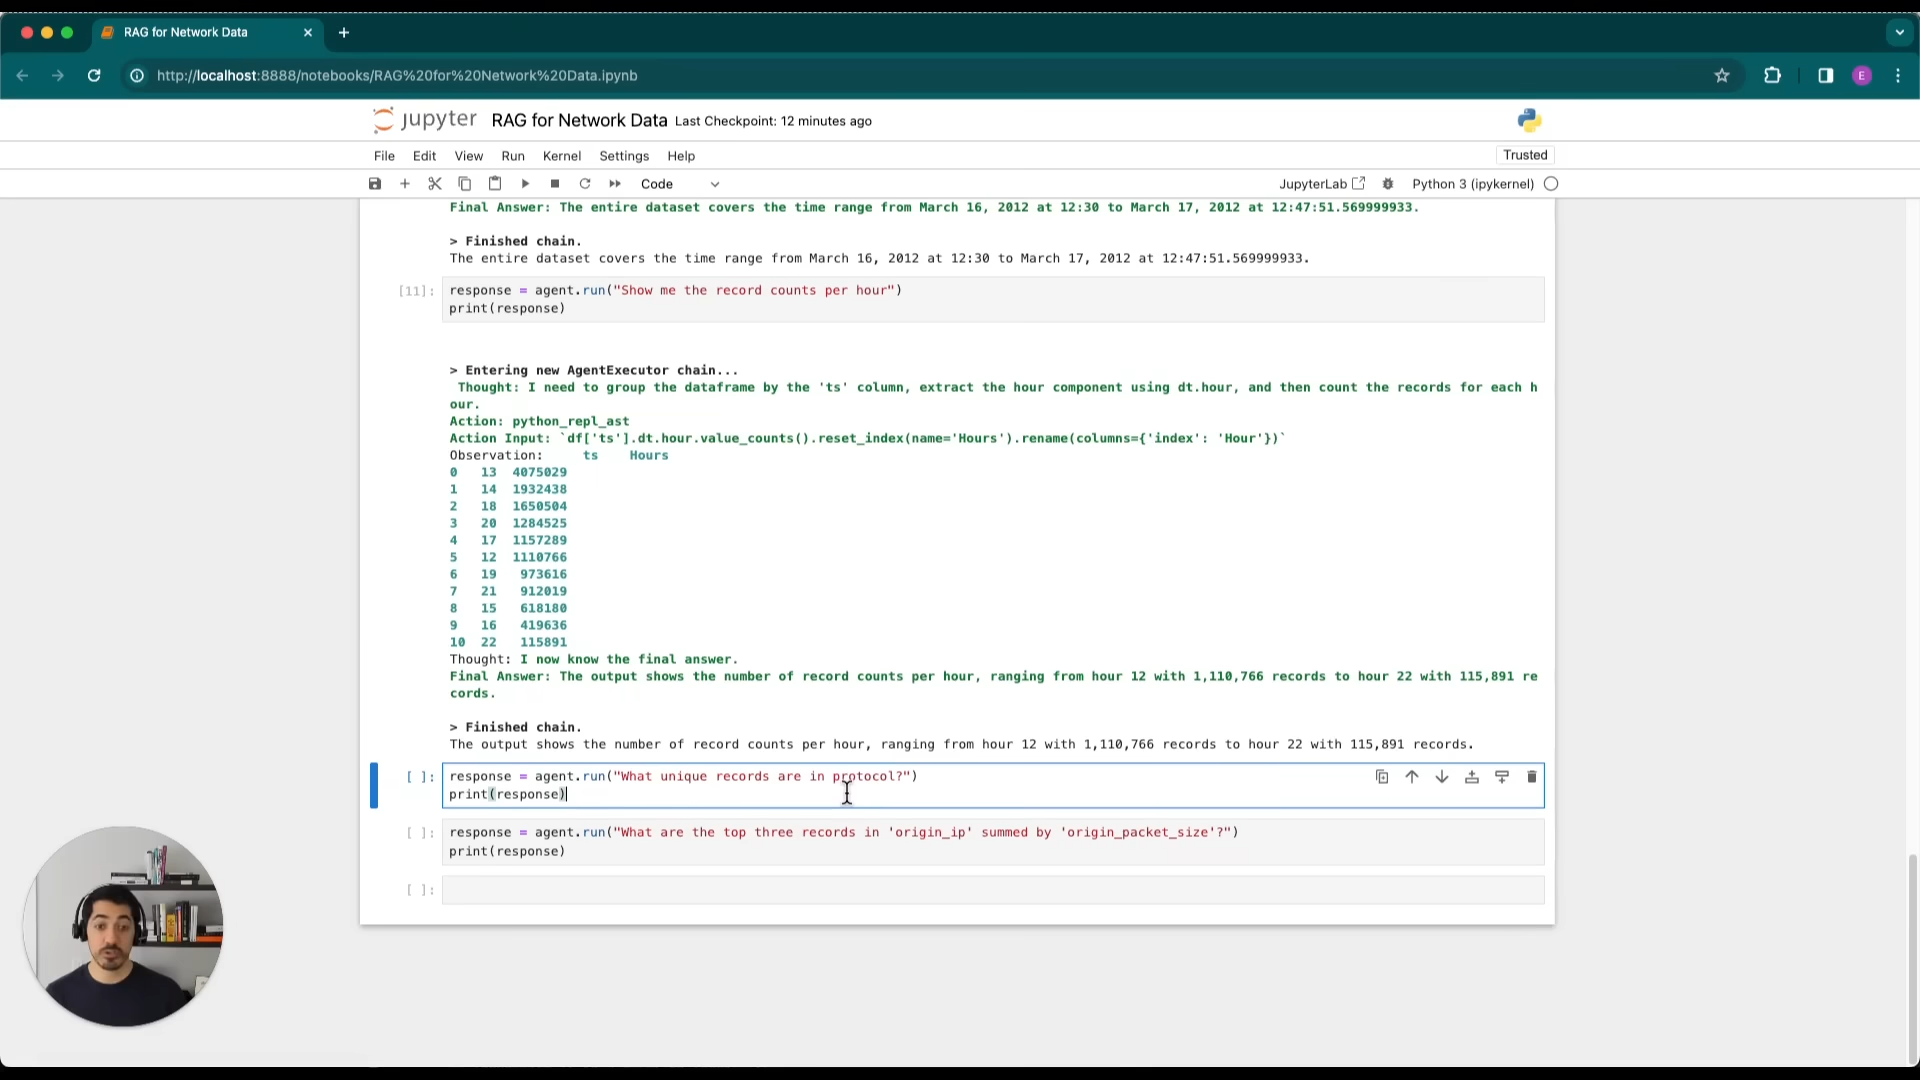 RAG for Network Data
http://localhost:8888/notebooks/RAG%20for%20Network%20Data.ipynb
E
jupyter RAG for Network Data Last Checkpoint: 12 minutes ago
File Edit View Run Kernel Settings Help
Trusted
Code
JupyterLab Python 3 (ipykernel)
Final Answer: The entire dataset covers the time range from March 16, 2012 at 12:30 to March 17, 2012 at 12:47:51.569999933.
> Finished chain.
The entire dataset covers the time range from March 16, 2012 at 12:30 to March 17, 2012 at 12:47:51.569999933.
[11]: response = agent.run("Show me the record counts per hour")
print(response)
> Entering new AgentExecutor chain...
Thought: I need to group the dataframe by the 'ts' column, extract the hour component using dt.hour, and then count the records for each h
our.
Action: python_repl_ast
Action Input: `df['ts'].dt.hour.value_counts().reset_index(name='Hours').rename(columns={'index': 'Hour'})`
Observation: ts Hours
0 13 4075029
1 14 1932438
2 18 1650504
3 20 1284525
4 17 1157289
5 12 1110766
6 19 973616
7 21 912019
8 15 618180
9 16 419636
10 22 115891
Thought: I now know the final answer.
Final Answer: The output shows the number of record counts per hour, ranging from hour 12 with 1,110,766 records to hour 22 with 115,891 re
cords.
> Finished chain.
The output shows the number of record counts per hour, ranging from hour 12 with 1,110,766 records to hour 22 with 115,891 records.
[ ]: response = agent.run("What unique records are in protocol?")
print(response)
[ ]: response = agent.run("What are the top three records in 'origin_ip' summed by 'origin_packet_size'?")
print(response)
[ ]: